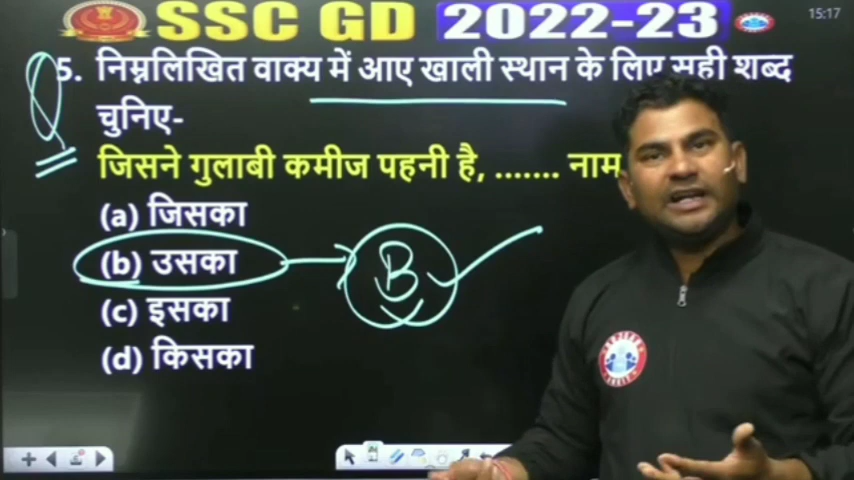 SSC GD 2022-23
15:17
5. निम्नलिखित वाक्य में आए खाली स्थान के लिए सही शब्द
चुनिए-
जिसने गुलाबी कमीज पहनी है, ....... नाम
(a) जिसका
(b) उसका
B
(c) इसका
(d) किसका